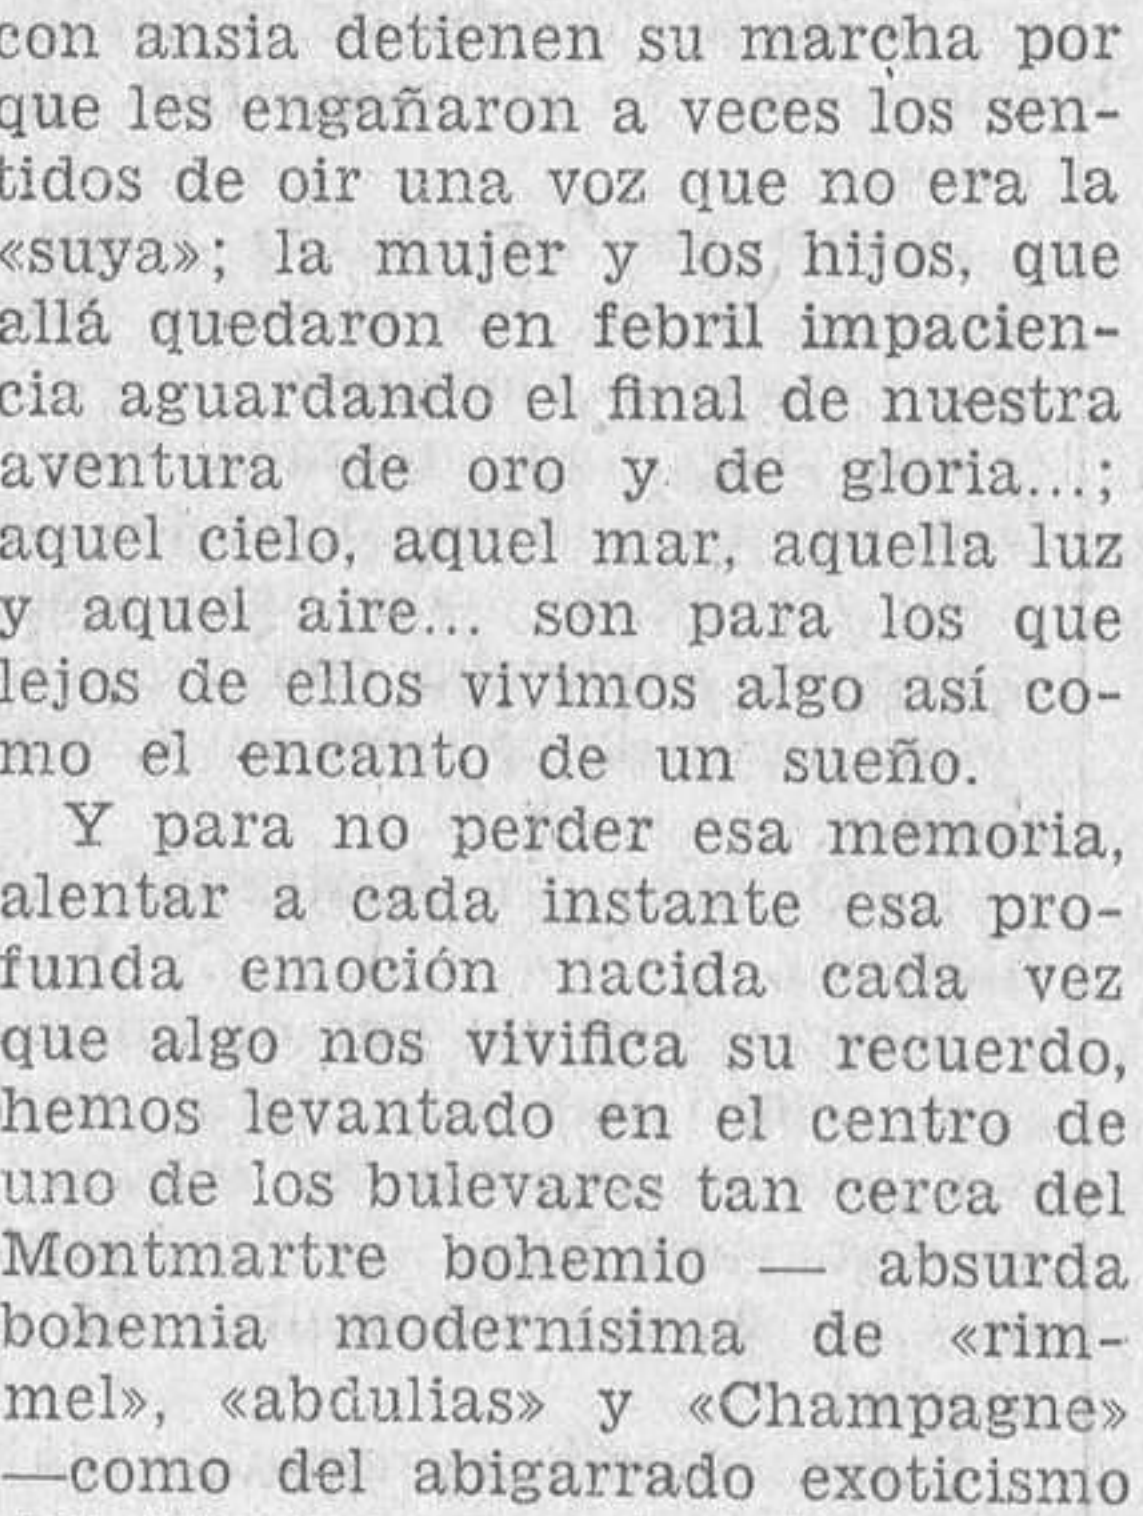 con ansia detienen su marcha por
que les engañaron a veces los sen-
tidos de oir una voz que no era la
«suya»; la mujer y los hijos, que
allá quedaron en febril impacien-
cia aguardando el final de nuestra
aventura de oro y de gloria...;
aquel cielo, aquel mar, aquella luz
y aquel aire... son para los que
lejos de ellos vivimos algo así co-
mo el encanto de un sueño.
Y para no perder esa memoria,
alentar a cada instante esa pro-
funda emoción nacida cada vez
que algo nos vivifica su recuerdo,
hemos levantado en el centro de
uno de los bulevares tan cerca del
Montmartre bohemio — absurda
bohemia modernísima de «rim-
mel», «abdulias» y «Champagne»
—como del abigarrado exoticismo